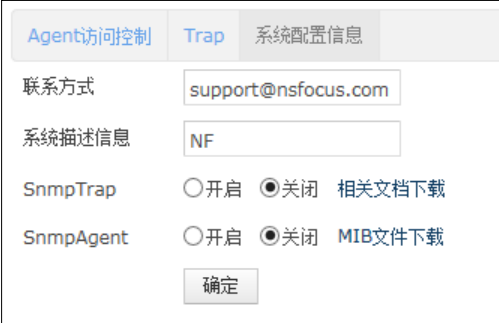 Agent访问控制 Trap 系统配置信息
联系方式 support@nsfocus.com
系统描述信息 NF
SnmpTrap 开启 关闭 相关文档下载
SnmpAgent 开启 关闭 MIB文件下载
确定